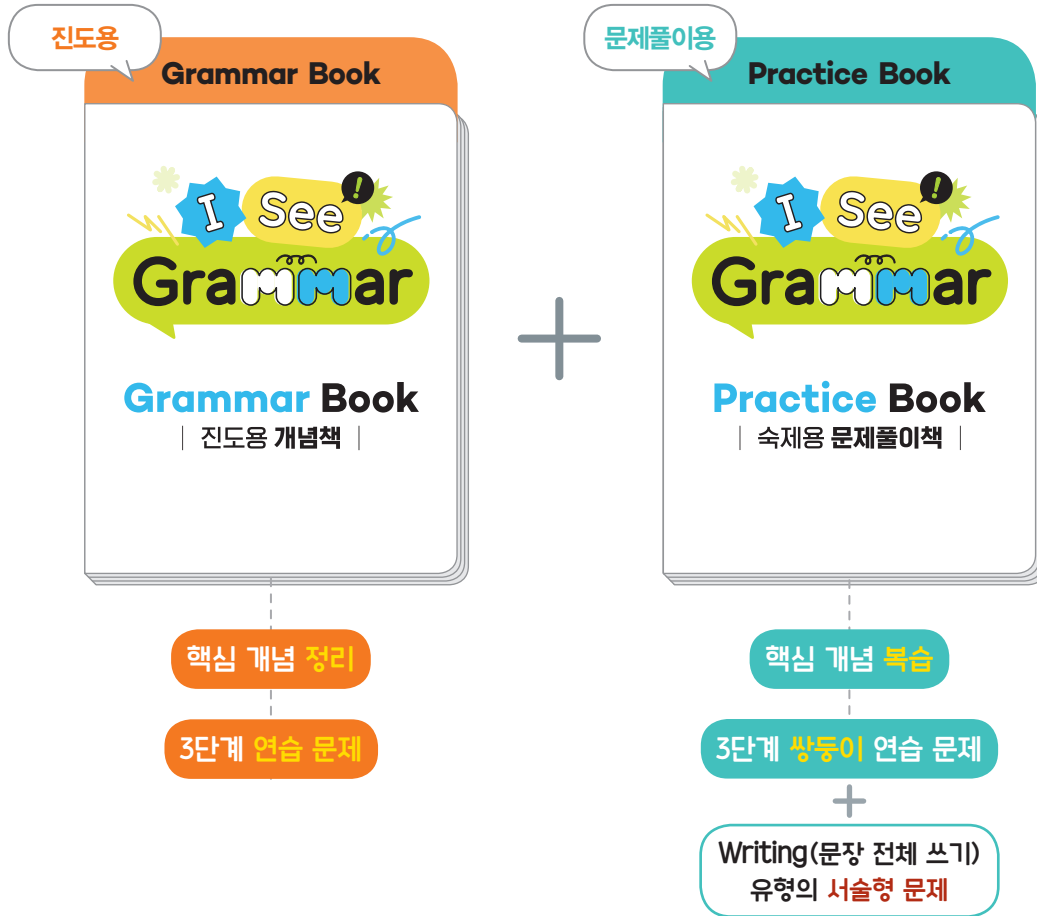 진도용
Grammar Book
I See!
Grammar
Grammar Book
| 진도용 개념책 |
핵심 개념 정리
3단계 연습 문제
+
문제풀이용
Practice Book
I See!
Grammar
Practice Book
| 숙제용 문제풀이책 |
핵심 개념 복습
3단계 쌍둥이 연습 문제
+
Writing(문장 전체 쓰기)
유형의 서술형 문제